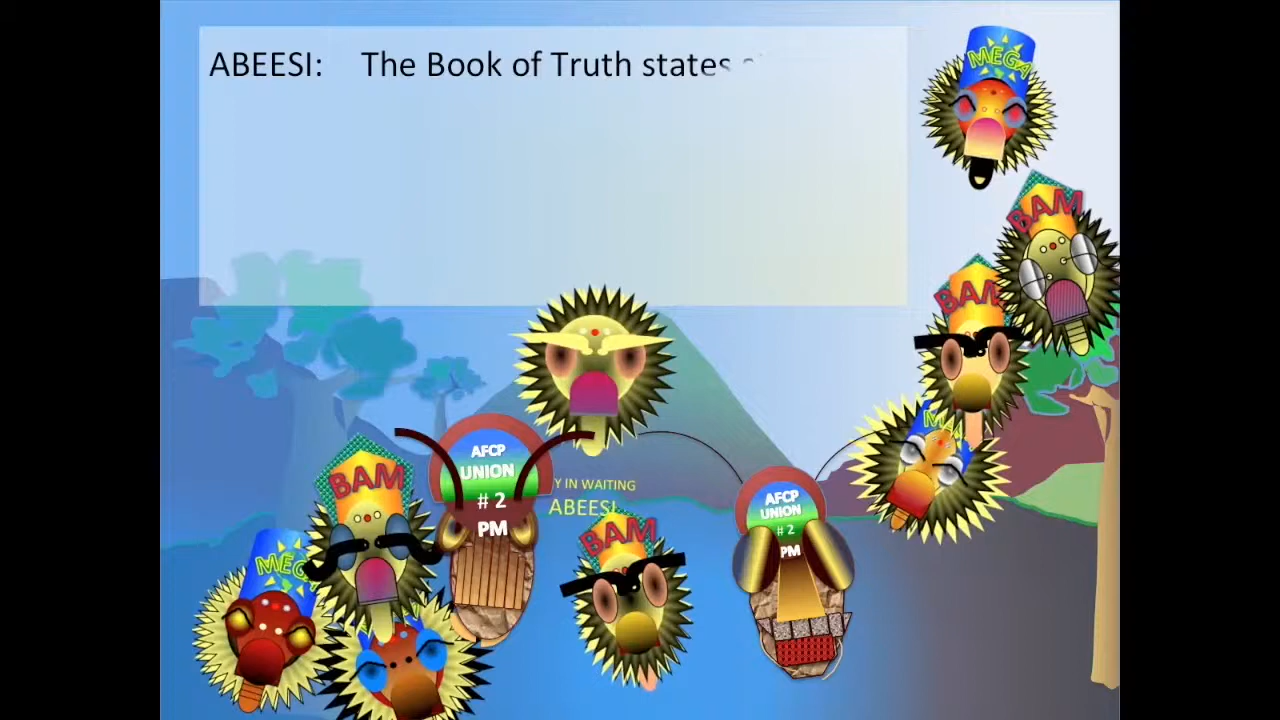 ABEESI: The Book of Truth states
MEGA
BAM
BAM
AFCP
UNION
# 2
PM
Y IN WAITING
ABEESI
BAM
AFCP
UNION
# 2
PM
BAM
MEGA